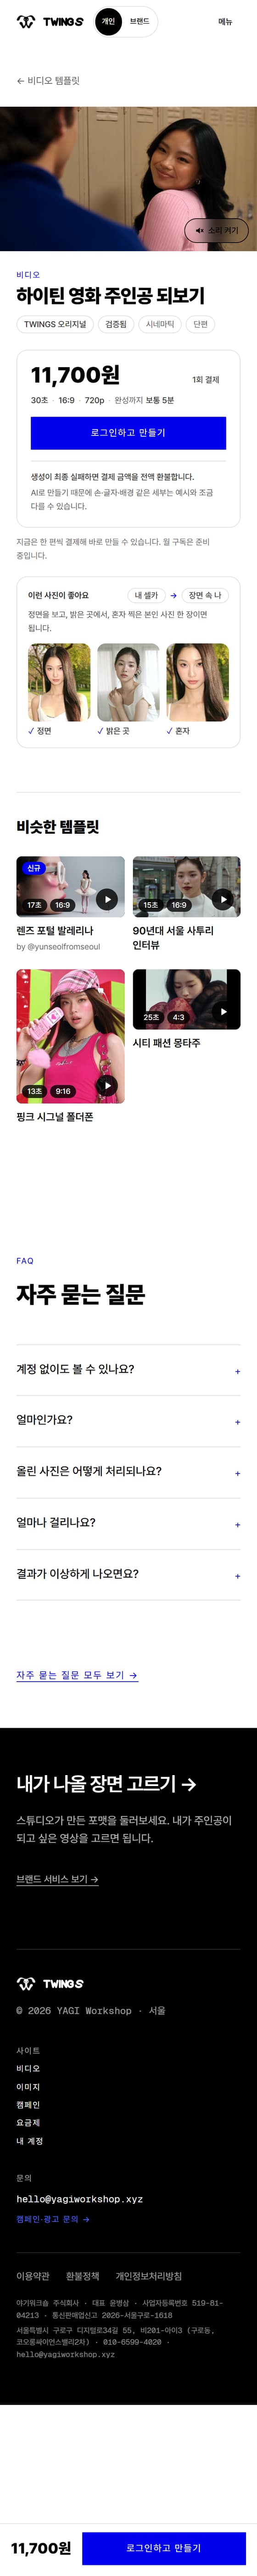 TWINGS
개인
브랜드
메뉴
← 비디오 템플릿
소리 켜기
비디오
하이틴 영화 주인공 되보기
TWINGS 오리지널
검증됨
시네마틱
단편
11,700원
1회 결제
30초 · 16:9 · 720p · 완성까지 보통 5분
로그인하고 만들기
생성이 최종 실패하면 결제 금액을 전액 환불합니다.
AI로 만들기 때문에 손·글자·배경 같은 세부는 예시와 조금
다를 수 있습니다.
지금은 한 편씩 결제해 바로 만들 수 있습니다. 월 구독은 준비
중입니다.
이런 사진이 좋아요
내 셀카
→
장면 속 나
정면을 보고, 밝은 곳에서, 혼자 찍은 본인 사진 한 장이면
됩니다.
✓ 정면
✓ 밝은 곳
✓ 혼자
비슷한 템플릿
신규
17초
16:9
15초
16:9
렌즈 포털 발레리나
by @yunseolfromseoul
90년대 서울 사투리
인터뷰
25초
4:3
시티 패션 몽타주
13초
9:16
핑크 시그널 폴더폰
FAQ
자주 묻는 질문
계정 없이도 볼 수 있나요?
+
얼마인가요?
+
올린 사진은 어떻게 처리되나요?
+
얼마나 걸리나요?
+
결과가 이상하게 나오면요?
+
자주 묻는 질문 모두 보기 →
내가 나올 장면 고르기 →
스튜디오가 만든 포맷을 둘러보세요. 내가 주인공이
되고 싶은 영상을 고르면 됩니다.
브랜드 서비스 보기 →
TWINGS
© 2026 YAGI Workshop · 서울
사이트
비디오
이미지
캠페인
요금제
내 계정
문의
hello@yagiworkshop.xyz
캠페인·광고 문의 →
이용약관
환불정책
개인정보처리방침
야기워크숍 주식회사 · 대표 윤병삼 · 사업자등록번호 519-81-
04213 · 통신판매업신고 2026-서울구로-1618
서울특별시 구로구 디지털로34길 55, 비201-아이3 (구로동,
코오롱싸이언스밸리2차) · 010-6599-4020 ·
hello@yagiworkshop.xyz
11,700원
로그인하고 만들기